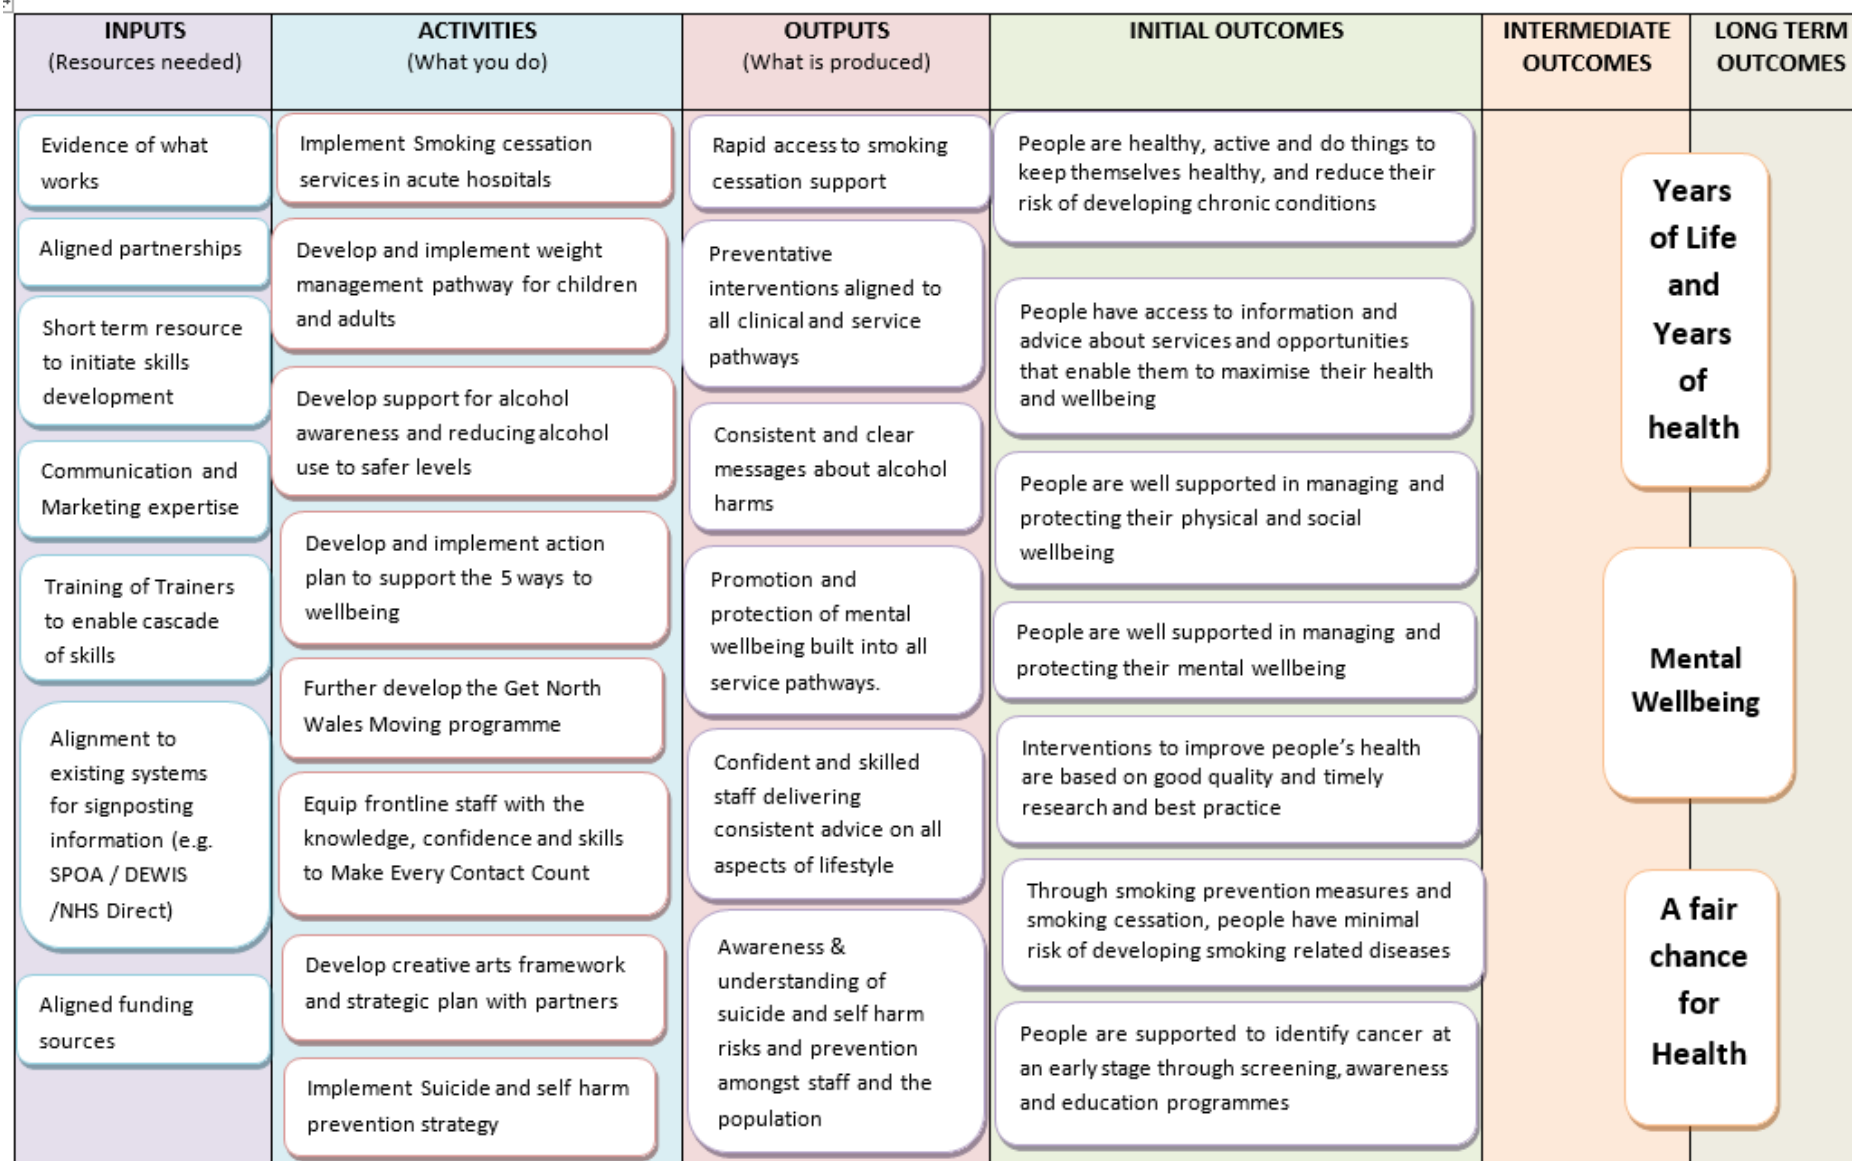 INPUTS
(Resources needed)
ACTIVITIES
(What you do)
OUTPUTS
(What is produced)
INITIAL OUTCOMES
INTERMEDIATE
OUTCOMES
LONG TERM
OUTCOMES
Evidence of what
works
Aligned partnerships
Short term resource
to initiate skills
development
Communication and
Marketing expertise
Training of Trainers
to enable cascade
of skills
Alignment to
existing systems
for signposting
information (e.g.
SPOA / DEWIS
/NHS Direct)
Aligned funding
sources
Implement Smoking cessation
services in acute hospitals
Develop and implement weight
management pathway for children
and adults
Develop support for alcohol
awareness and reducing alcohol
use to safer levels
Develop and implement action
plan to support the 5 ways to
wellbeing
Further develop the Get North
Wales Moving programme
Equip frontline staff with the
knowledge, confidence and skills
to Make Every Contact Count
Develop creative arts framework
and strategic plan with partners
Implement Suicide and self harm
prevention strategy
Rapid access to smoking
cessation support
Preventative
interventions aligned to
all clinical and service
pathways
Consistent and clear
messages about alcohol
harms
Promotion and
protection of mental
wellbeing built into all
service pathways.
Confident and skilled
staff delivering
consistent advice on all
aspects of lifestyle
Awareness &
understanding of
suicide and self harm
risks and prevention
amongst staff and the
population
People are healthy, active and do things to
keep themselves healthy, and reduce their
risk of developing chronic conditions
People have access to information and
advice about services and opportunities
that enable them to maximise their health
and wellbeing
People are well supported in managing and
protecting their physical and social
wellbeing
People are well supported in managing and
protecting their mental wellbeing
Interventions to improve people's health
are based on good quality and timely
research and best practice
Through smoking prevention measures and
smoking cessation, people have minimal
risk of developing smoking related diseases
People are supported to identify cancer at
an early stage through screening, awareness
and education programmes
Years
of Life
and
Years
of
health
Mental
Wellbeing
A fair
chance
for
Health